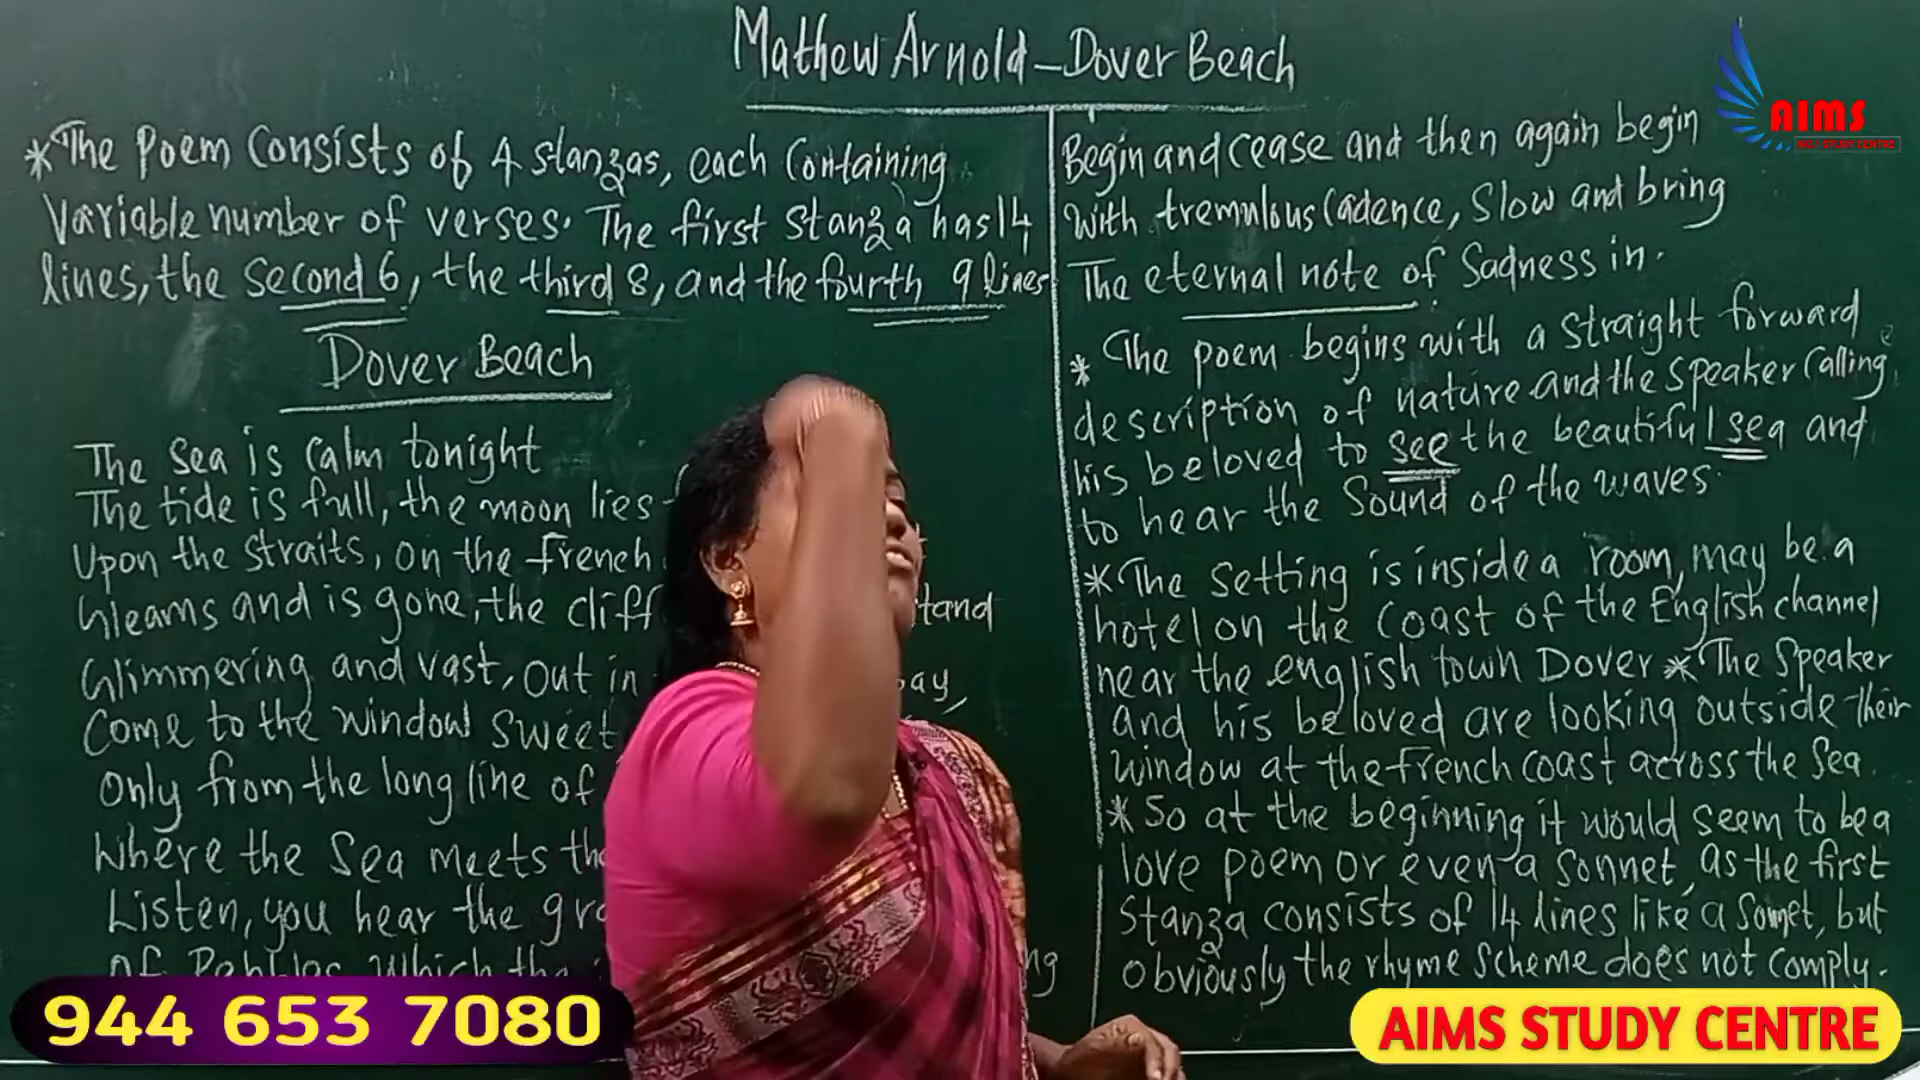 Mathew Arnold - Dover Beach
*The Poem Consists of 4 stanzas, each Containing
Variable number of verses. The first stanza has 14
lines, the second 6, the third 8, and the fourth 9 lines
Dover Beach
The Sea is Calm tonight
The tide is full, the moon lies
Upon the straits, on the French
Gleams and is gone, the cliff tand
Glimmering and vast, out in bay,
Come to the window Sweet
Only from the long line of
Where the Sea Meets the
Listen, you hear the gra
Of Pebbles which the ng
Begin and cease and then again begin
With tremulous Cadence, Slow and bring
The eternal note of Sadness in.
* The poem begins with a Straight forward
description of nature and the speaker Calling
his beloved to see the beautiful sea and
to hear the Sound of the waves.
*The Setting is inside a room, may be a
hotel on the Coast of the English channel
near the english town Dover *The Speaker
and his beloved are looking outside their
window at the French coast across the Sea.
*So at the beginning it would seem to be a
love poem or even a Sonnet, as the first
Stanza consists of 14 lines like a Sonnet, but
obviously the rhyme Scheme does not comply.
AIMS
STUDY CENTRE
944 653 7080
AIMS STUDY CENTRE